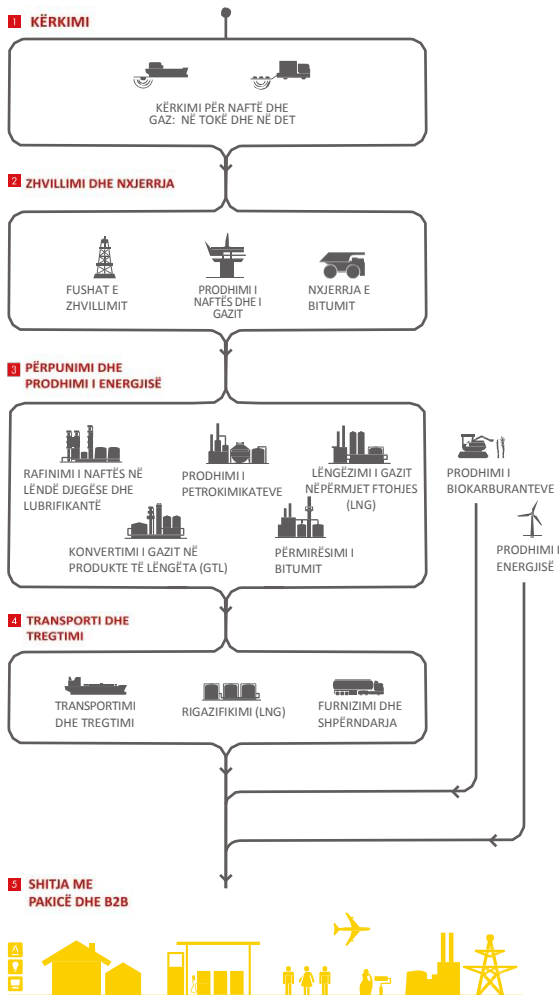 1 KËRKIMI
KËRKIMI PËR NAFTË DHE
GAZ: NË TOKË DHE NË DET
2 ZHVILLIMI DHE NXJERRJA
FUSHAT E
ZHVILLIMIT
PRODHIMI I
NAFTËS DHE I
GAZIT
NXJERRJA E
BITUMIT
3 PËRPUNIMI DHE
PRODHIMI I ENERGJISË
RAFINIMI I NAFTËS NË
LËNDË DJEGËSE DHE
LUBRIFIKANTË
PRODHIMI I
PETROKIMIKATEVE
LËNGËZIMI I GAZIT
NËPËRMJET FTOHJES
(LNG)
PRODHIMI I
BIOKARBURANTEVE
KONVERTIMI I GAZIT NË
PRODUKTE TË LËNGËTA (GTL)
PËRMIRËSIMI I
BITUMIT
PRODHIMI I
ENERGJISË
4 TRANSPORTI DHE
TREGTIMI
TRANSPORTIMI
DHE TREGTIMI
RIGAZIFIKIMI (LNG)
FURNIZIMI DHE
SHPËRNDARJA
5 SHITJA ME
PAKICË DHE B2B
A